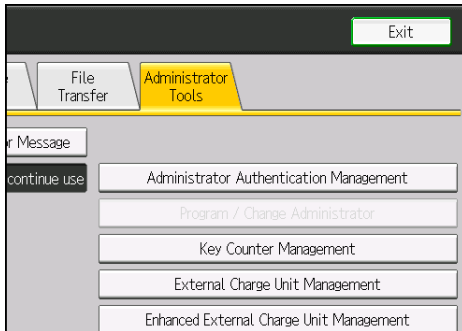 Exit
File
Transfer
Administrator
Tools
r Message
continue use
Administrator Authentication Management
Program / Change Administrator
Key Counter Management
External Charge Unit Management
Enhanced External Charge Unit Management